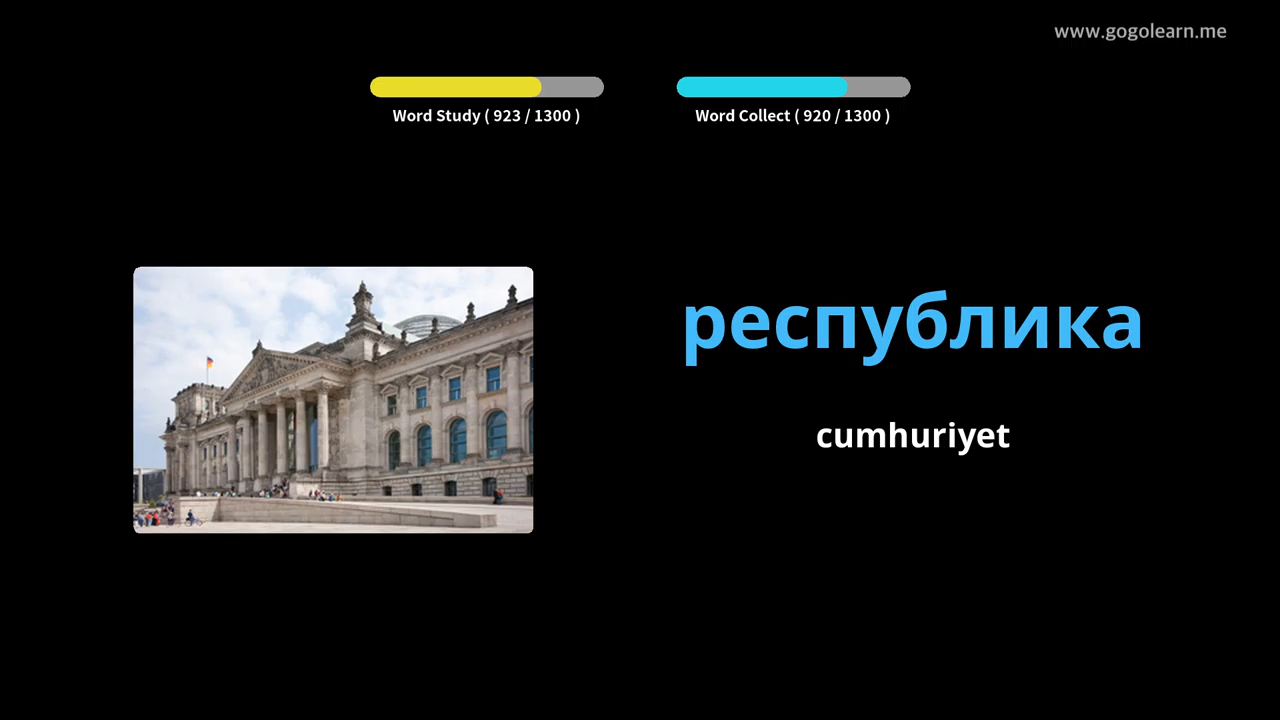 www.gogolearn.me
Word Study ( 923 / 1300 )
Word Collect ( 920 / 1300 )
республика
cumhuriyet